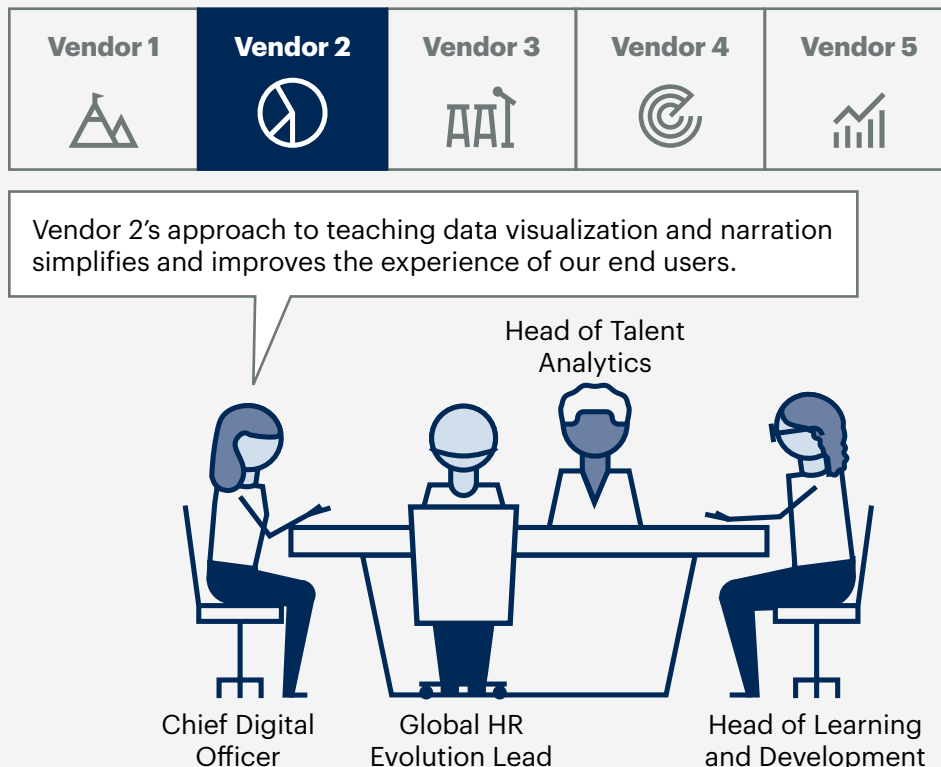 Vendor 1
Vendor 2
Vendor 3
Vendor 4
Vendor 5
Vendor 2’s approach to teaching data visualization and narration
simplifies and improves the experience of our end users.
Head of Talent
Analytics
Chief Digital
Officer
Global HR
Evolution Lead
Head of Learning
and Development